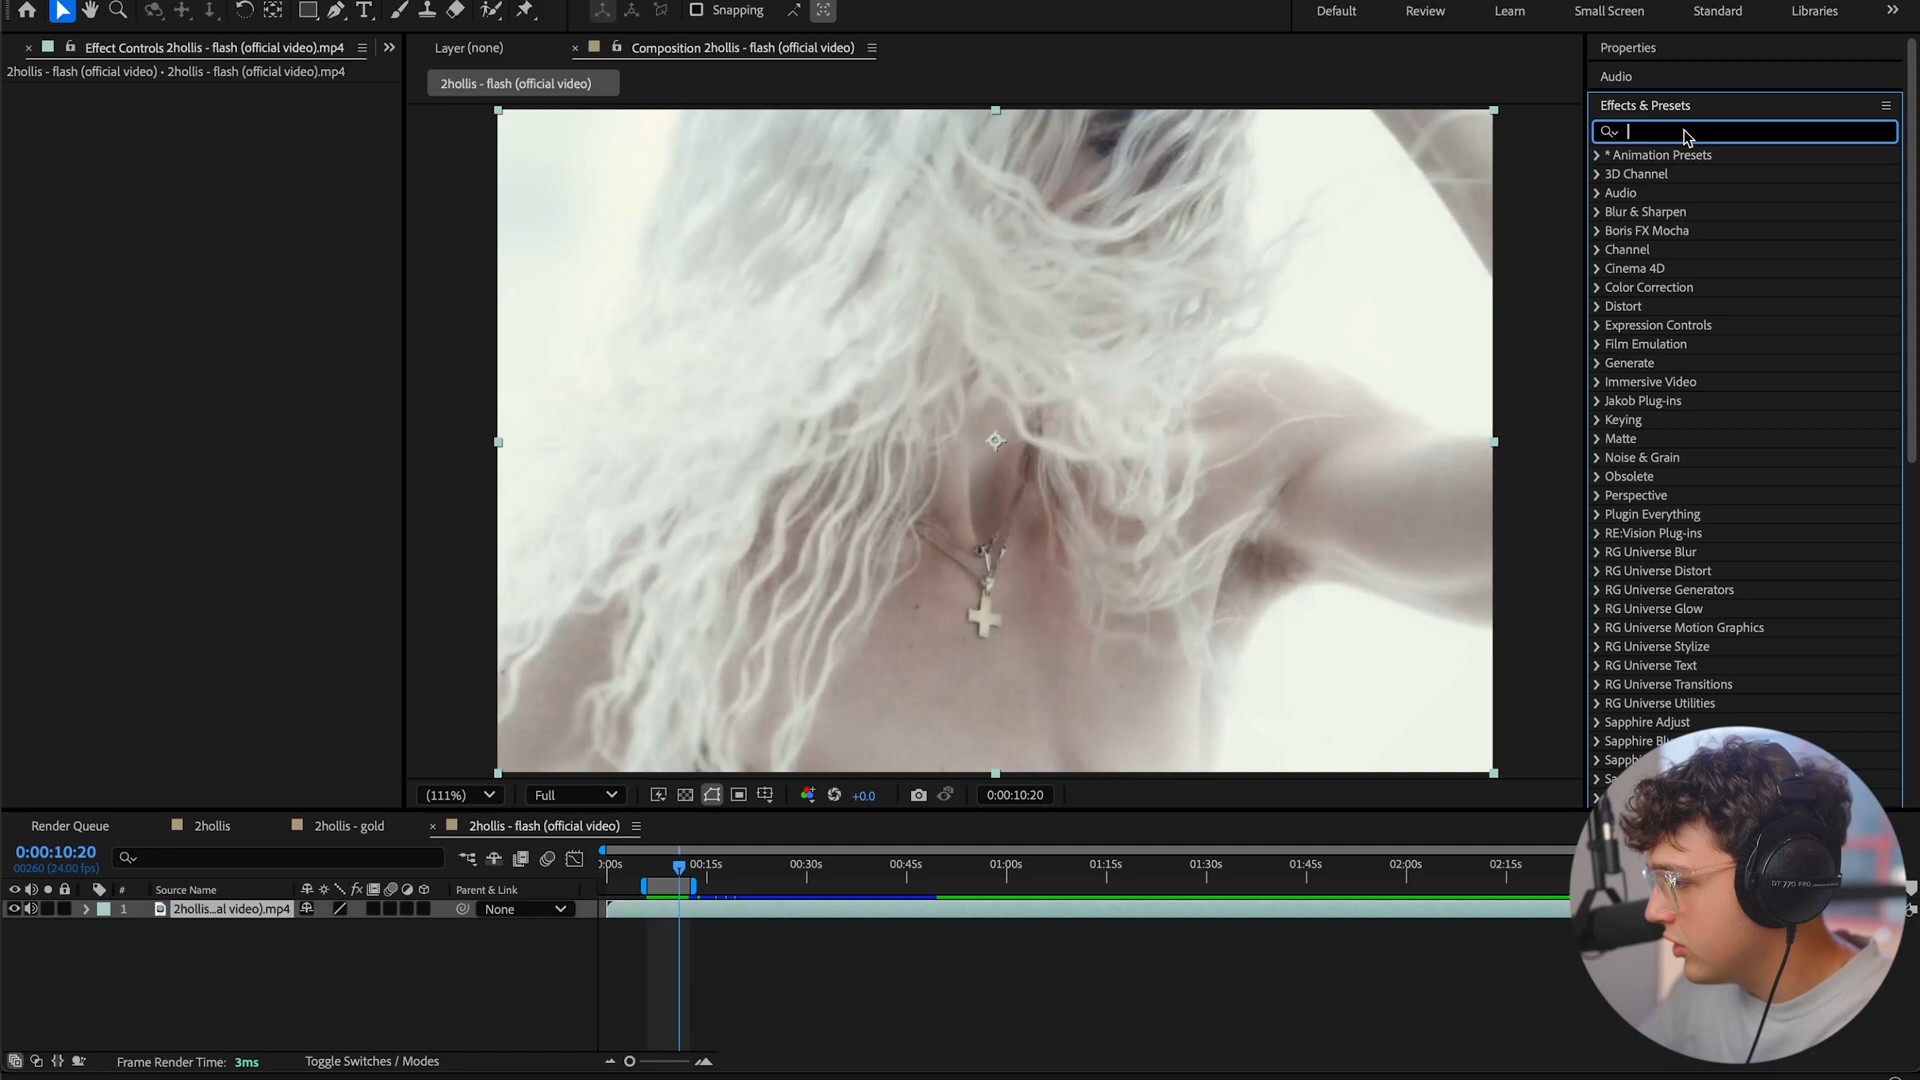 Snapping
Default
Review
Learn
Small Screen
Standard
Libraries
Effect Controls 2hollis - flash (official video).mp4
Layer (none)
Composition 2hollis - flash (official video)
Properties
2hollis - flash (official video) • 2hollis - flash (official video).mp4
2hollis - flash (official video)
Audio
Effects & Presets
* Animation Presets
3D Channel
Audio
Blur & Sharpen
Boris FX Mocha
Channel
Cinema 4D
Color Correction
Distort
Expression Controls
Film Emulation
Generate
Immersive Video
Jakob Plug-ins
Keying
Matte
Noise & Grain
Obsolete
Perspective
Plugin Everything
RE:Vision Plug-ins
RG Universe Blur
RG Universe Distort
RG Universe Generators
RG Universe Glow
RG Universe Motion Graphics
RG Universe Stylize
RG Universe Text
RG Universe Transitions
RG Universe Utilities
Sapphire Adjust
(111%)
Full
+0.0
0:00:10:20
Render Queue
2hollis
2hollis - gold
2hollis - flash (official video)
0:00:10:20
00260 (24.00 fps)
0:00s
00:15s
00:30s
00:45s
01:00s
01:15s
01:30s
01:45s
02:00s
02:15s
#
Source Name
fx
Parent & Link
1
2hollis...al video).mp4
None
DT 770 PRO
Frame Render Time: 3ms
Toggle Switches / Modes